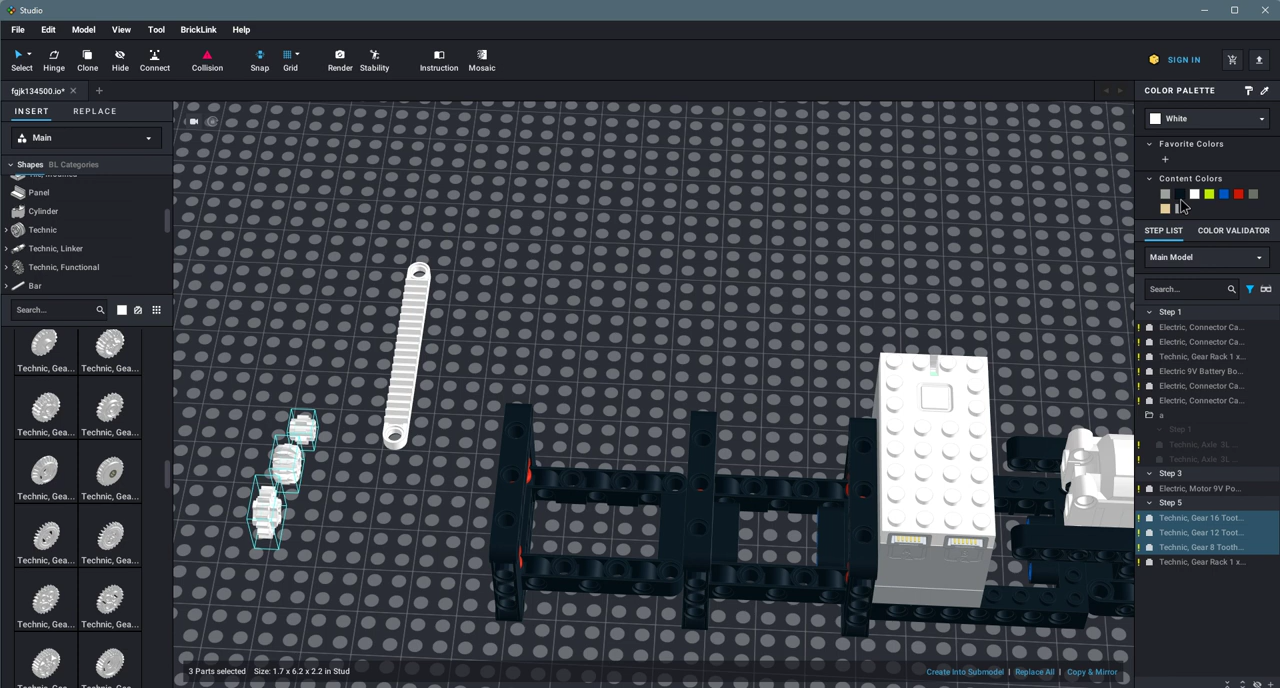 Studio
File Edit Model View Tool BrickLink Help
Select Hinge Clone Hide Connect Collision Snap Grid Render Stability Instruction Mosaic
SIGN IN
fgjk134500.io*
INSERT REPLACE
Main
Shapes BL Categories
Tile, Modified
Panel
Cylinder
Technic
Technic, Linker
Technic, Functional
Bar
Search...
Technic, Gea... Technic, Gea...
Technic, Gea... Technic, Gea...
Technic, Gea... Technic, Gea...
Technic, Gea... Technic, Gea...
Technic, Gea... Technic, Gea...
3 Parts selected Size: 1.7 x 6.2 x 2.2 in Stud
Create Into Submodel | Replace All | Copy & Mirror
COLOR PALETTE
White
Favorite Colors
+
Content Colors
STEP LIST COLOR VALIDATOR
Main Model
Search...
Step 1
Electric, Connector Ca...
Electric, Connector Ca...
Technic, Gear Rack 1 x...
Electric 9V Battery Bo...
Electric, Connector Ca...
Electric, Connector Ca...
a
Step 1
Technic, Axle 3L ...
Technic, Axle 3L ...
Step 3
Electric, Motor 9V Po...
Step 5
Technic, Gear 16 Toot...
Technic, Gear 12 Toot...
Technic, Gear 8 Tooth...
Technic, Gear Rack 1 x...